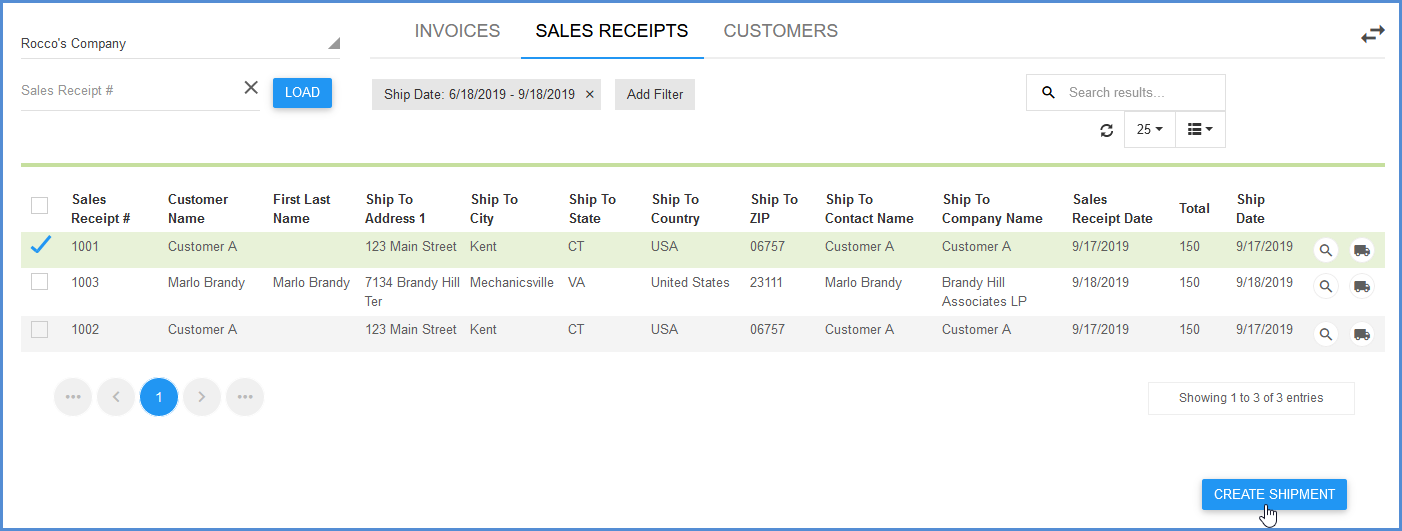 INVOICES SALES RECEIPTS CUSTOMERS
Rocco's Company
Sales Receipt # LOAD Ship Date: 6/18/2019 - 9/18/2019 × Add Filter Search results...
25
Sales Receipt # Customer Name First Last Name Ship To Address 1 Ship To City Ship To State Ship To Country Ship To ZIP Ship To Contact Name Ship To Company Name Sales Receipt Date Total Ship Date
1001 Customer A 123 Main Street Kent CT USA 06757 Customer A Customer A 9/17/2019 150 9/17/2019
1003 Marlo Brandy Marlo Brandy 7134 Brandy Hill Ter Mechanicsville VA United States 23111 Marlo Brandy Brandy Hill Associates LP 9/18/2019 150 9/18/2019
1002 Customer A 123 Main Street Kent CT USA 06757 Customer A Customer A 9/17/2019 150 9/17/2019
1
Showing 1 to 3 of 3 entries
CREATE SHIPMENT